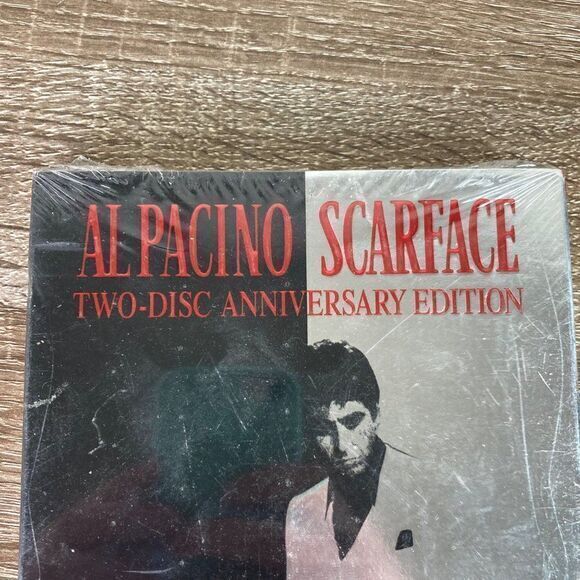 AL PACINO SCARFACE
TWO-DISC ANNIVERSARY EDITION